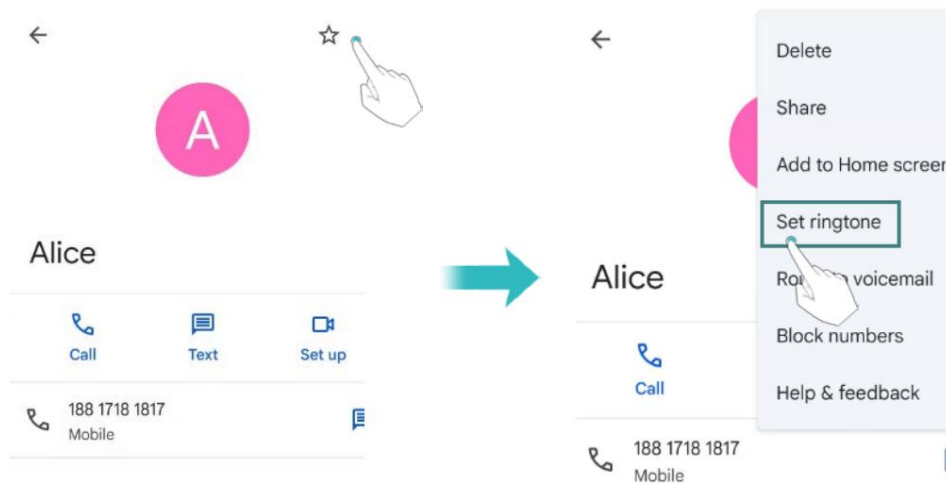 A
Alice
Call
Text
Set up
188 1718 1817
Mobile
Delete
Share
Add to Home screen
Set ringtone
voicemail
Block numbers
Help & feedback
Alice
Call
188 1718 1817
Mobile